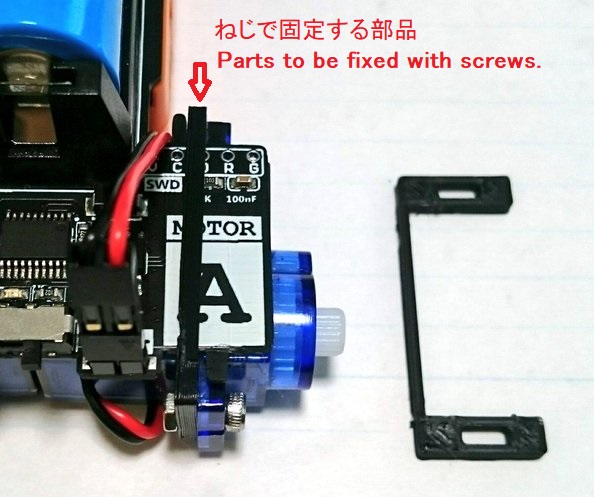 ねじで固定する部品
Parts to be fixed with screws.
C D R G
SWD K 100nF
MOTOR
A